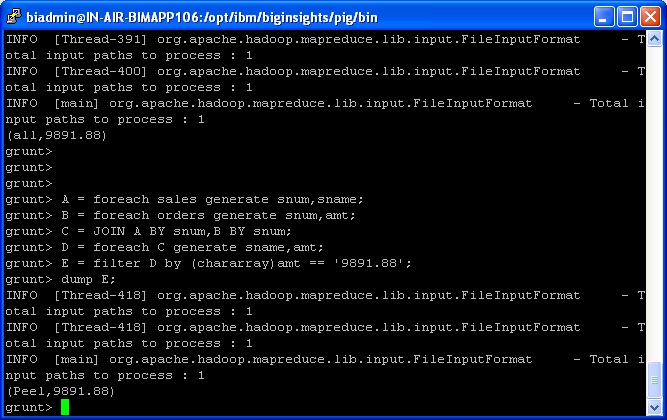 biadmin@IN-AIR-BIMAPP106:/opt/ibm/biginsights/pig/bin
INFO  [Thread-391] org.apache.hadoop.mapreduce.lib.input.FileInputFormat     - T
otal input paths to process : 1
INFO  [Thread-400] org.apache.hadoop.mapreduce.lib.input.FileInputFormat     - T
otal input paths to process : 1
INFO  [main] org.apache.hadoop.mapreduce.lib.input.FileInputFormat     - Total i
nput paths to process : 1
(all,9891.88)
grunt>
grunt>
grunt>
grunt> A = foreach sales generate snum,sname;
grunt> B = foreach orders generate snum,amt;
grunt> C = JOIN A BY snum,B BY snum;
grunt> D = foreach C generate sname,amt;
grunt> E = filter D by (chararray)amt == '9891.88';
grunt> dump E;
INFO  [Thread-418] org.apache.hadoop.mapreduce.lib.input.FileInputFormat     - T
otal input paths to process : 1
INFO  [Thread-418] org.apache.hadoop.mapreduce.lib.input.FileInputFormat     - T
otal input paths to process : 1
INFO  [main] org.apache.hadoop.mapreduce.lib.input.FileInputFormat     - Total i
nput paths to process : 1
(Peel,9891.88)
grunt>